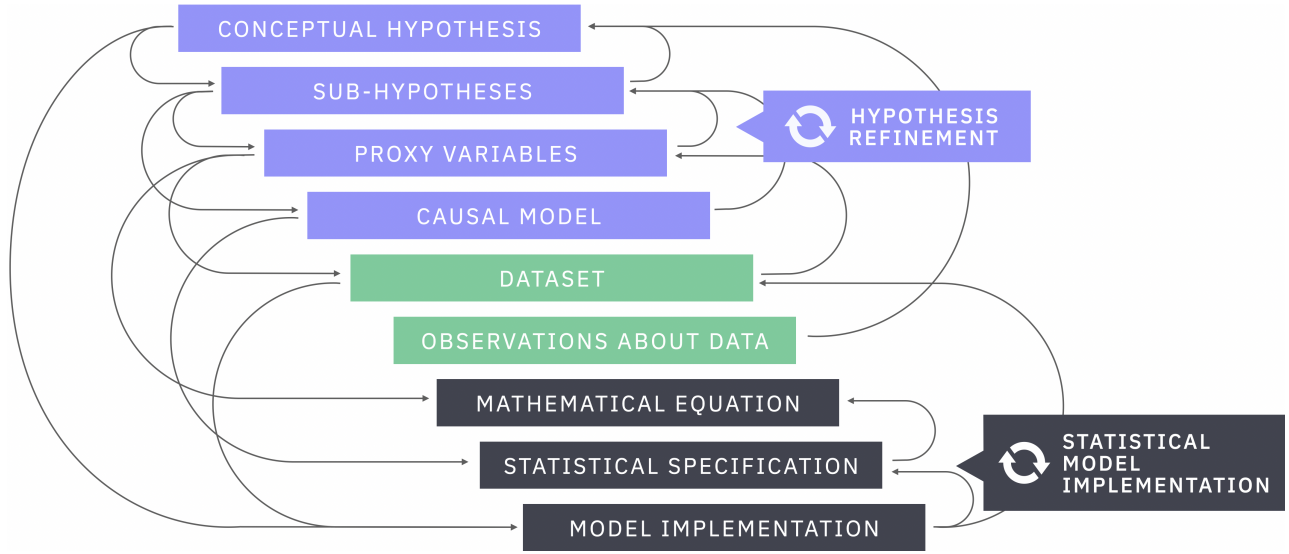 CONCEPTUAL HYPOTHESIS
SUB-HYPOTHESES
PROXY VARIABLES
CAUSAL MODEL
DATASET
OBSERVATIONS ABOUT DATA
MATHEMATICAL EQUATION
STATISTICAL SPECIFICATION
MODEL IMPLEMENTATION
HYPOTHESIS
REFINEMENT
STATISTICAL
MODEL
IMPLEMENTATION